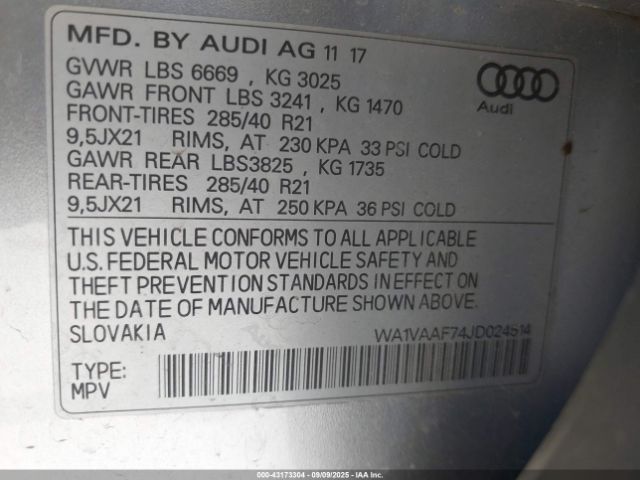 MFD. BY AUDI AG 11 17
GVWR LBS 6669 , KG 3025
GAWR FRONT LBS 3241 , KG 1470
FRONT-TIRES 285/40 R21
9,5JX21 RIMS, AT 230 KPA 33 PSI COLD
GAWR REAR LBS3825 , KG 1735
REAR-TIRES 285/40 R21
9,5JX21 RIMS, AT 250 KPA 36 PSI COLD
Audi
THIS VEHICLE CONFORMS TO ALL APPLICABLE
U.S. FEDERAL MOTOR VEHICLE SAFETY AND
THEFT PREVENTION STANDARDS IN EFFECT ON
THE DATE OF MANUFACTURE SHOWN ABOVE.
SLOVAKIA WA1VAAF74JD024514
TYPE:
MPV
000-43173304 - 09/09/2025 - IAA Inc.